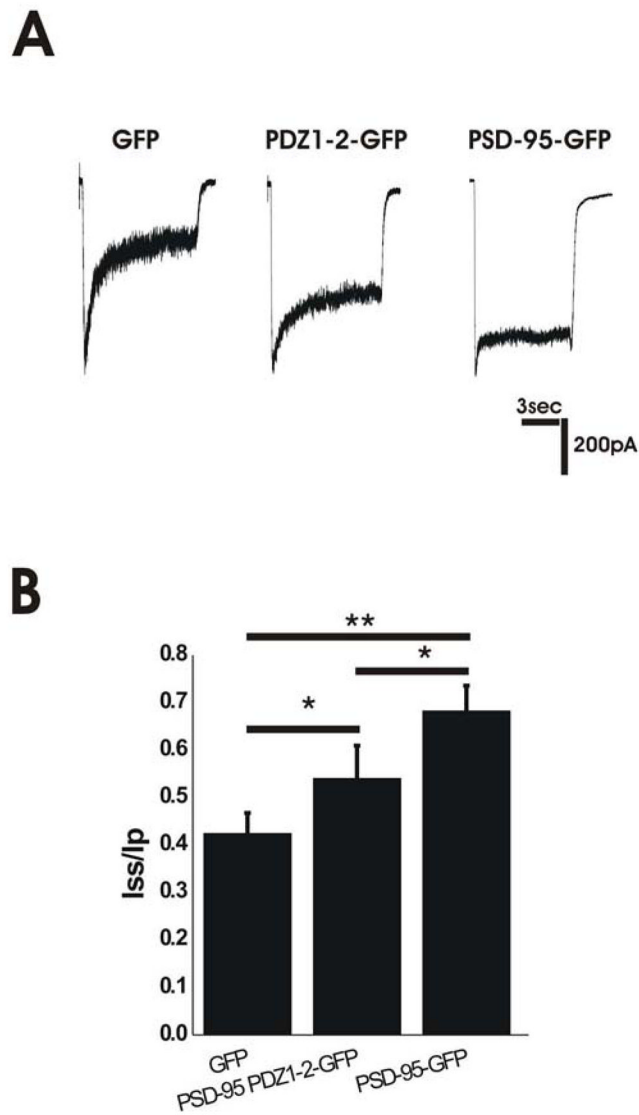 A
GFP PDZ1-2-GFP PSD-95-GFP
3sec
200pA
B
**
*
*
0.8
0.7
0.6
0.5
0.4
0.3
0.2
0.1
0.0
Iss/Ip
GFP
PSD-95 PDZ1-2-GFP
PSD-95-GFP